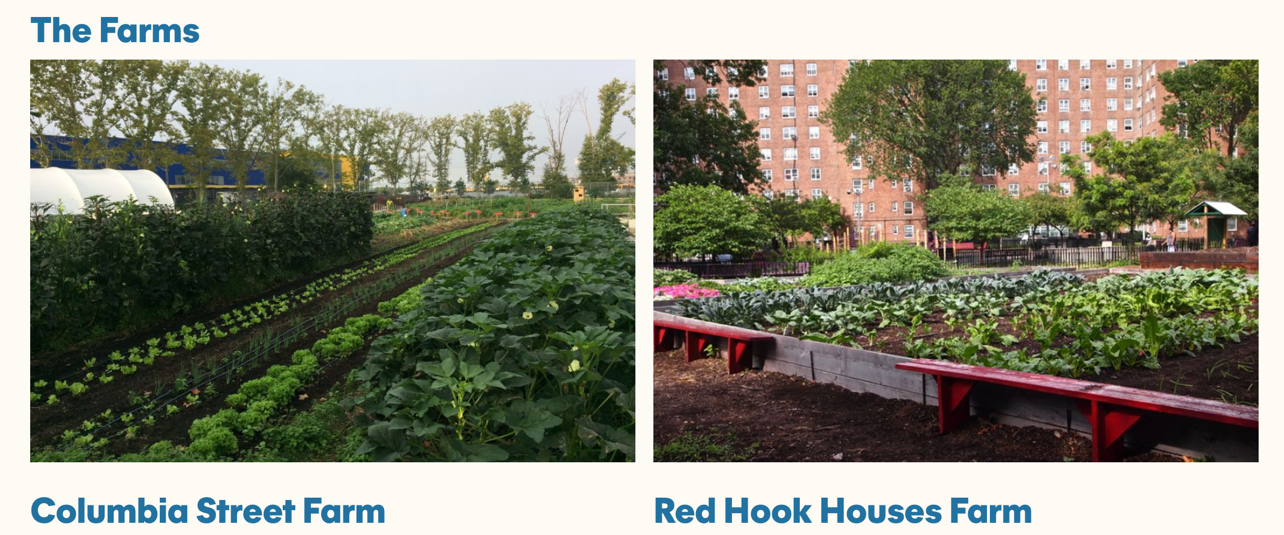 The Farms
Columbia Street Farm
Red Hook Houses Farm